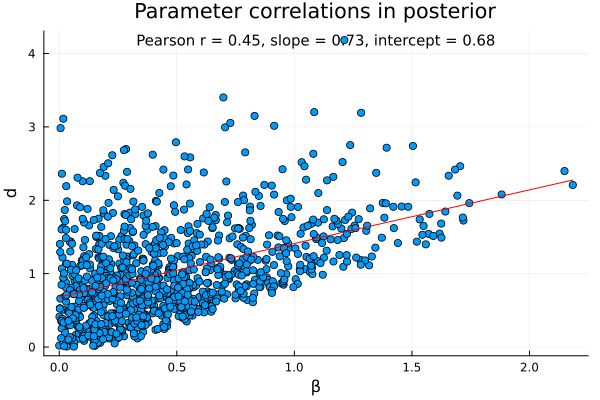 Parameter correlations in posterior
Pearson r = 0.45, slope = 0.73, intercept = 0.68
4
3
d
2
1
0
0.0 0.5 1.0 1.5 2.0
β